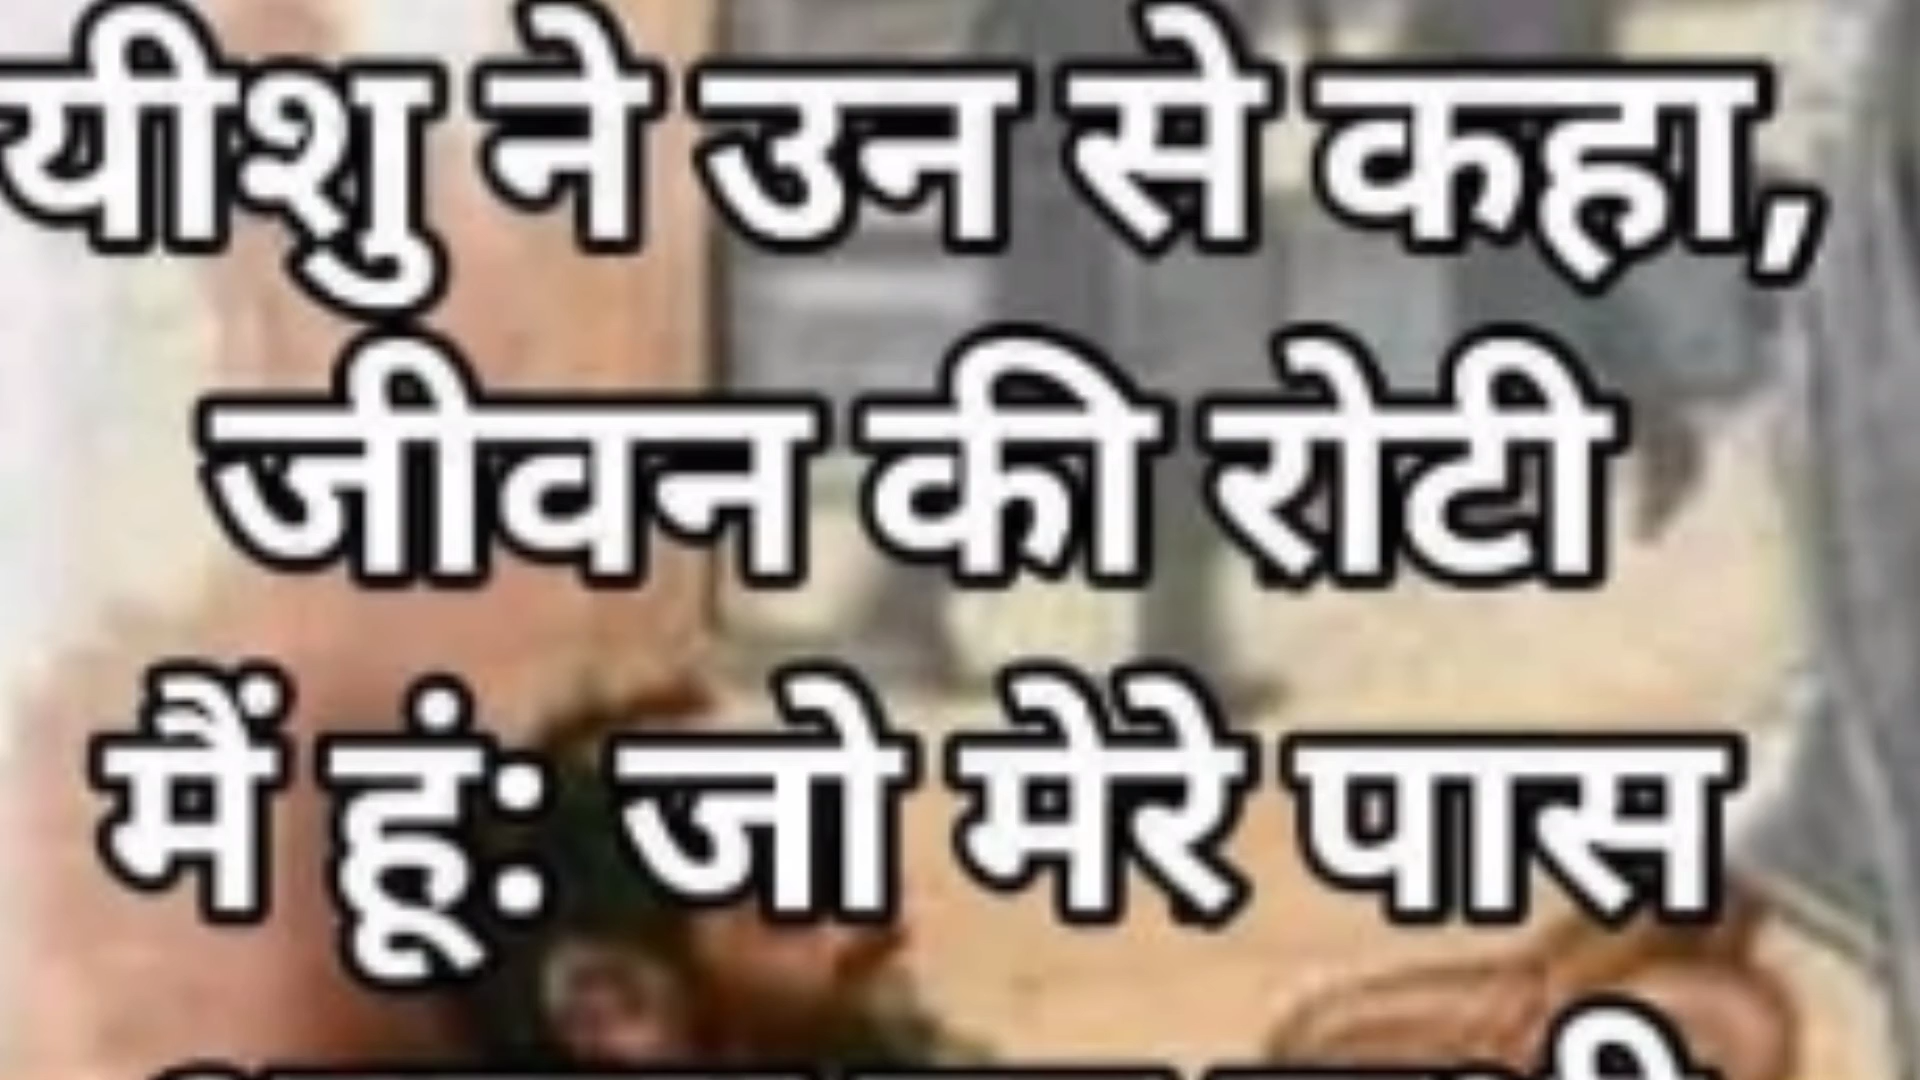 यीशु ने उन से कहा,
जीवन की रोटी
मैं हूं: जो मेरे पास